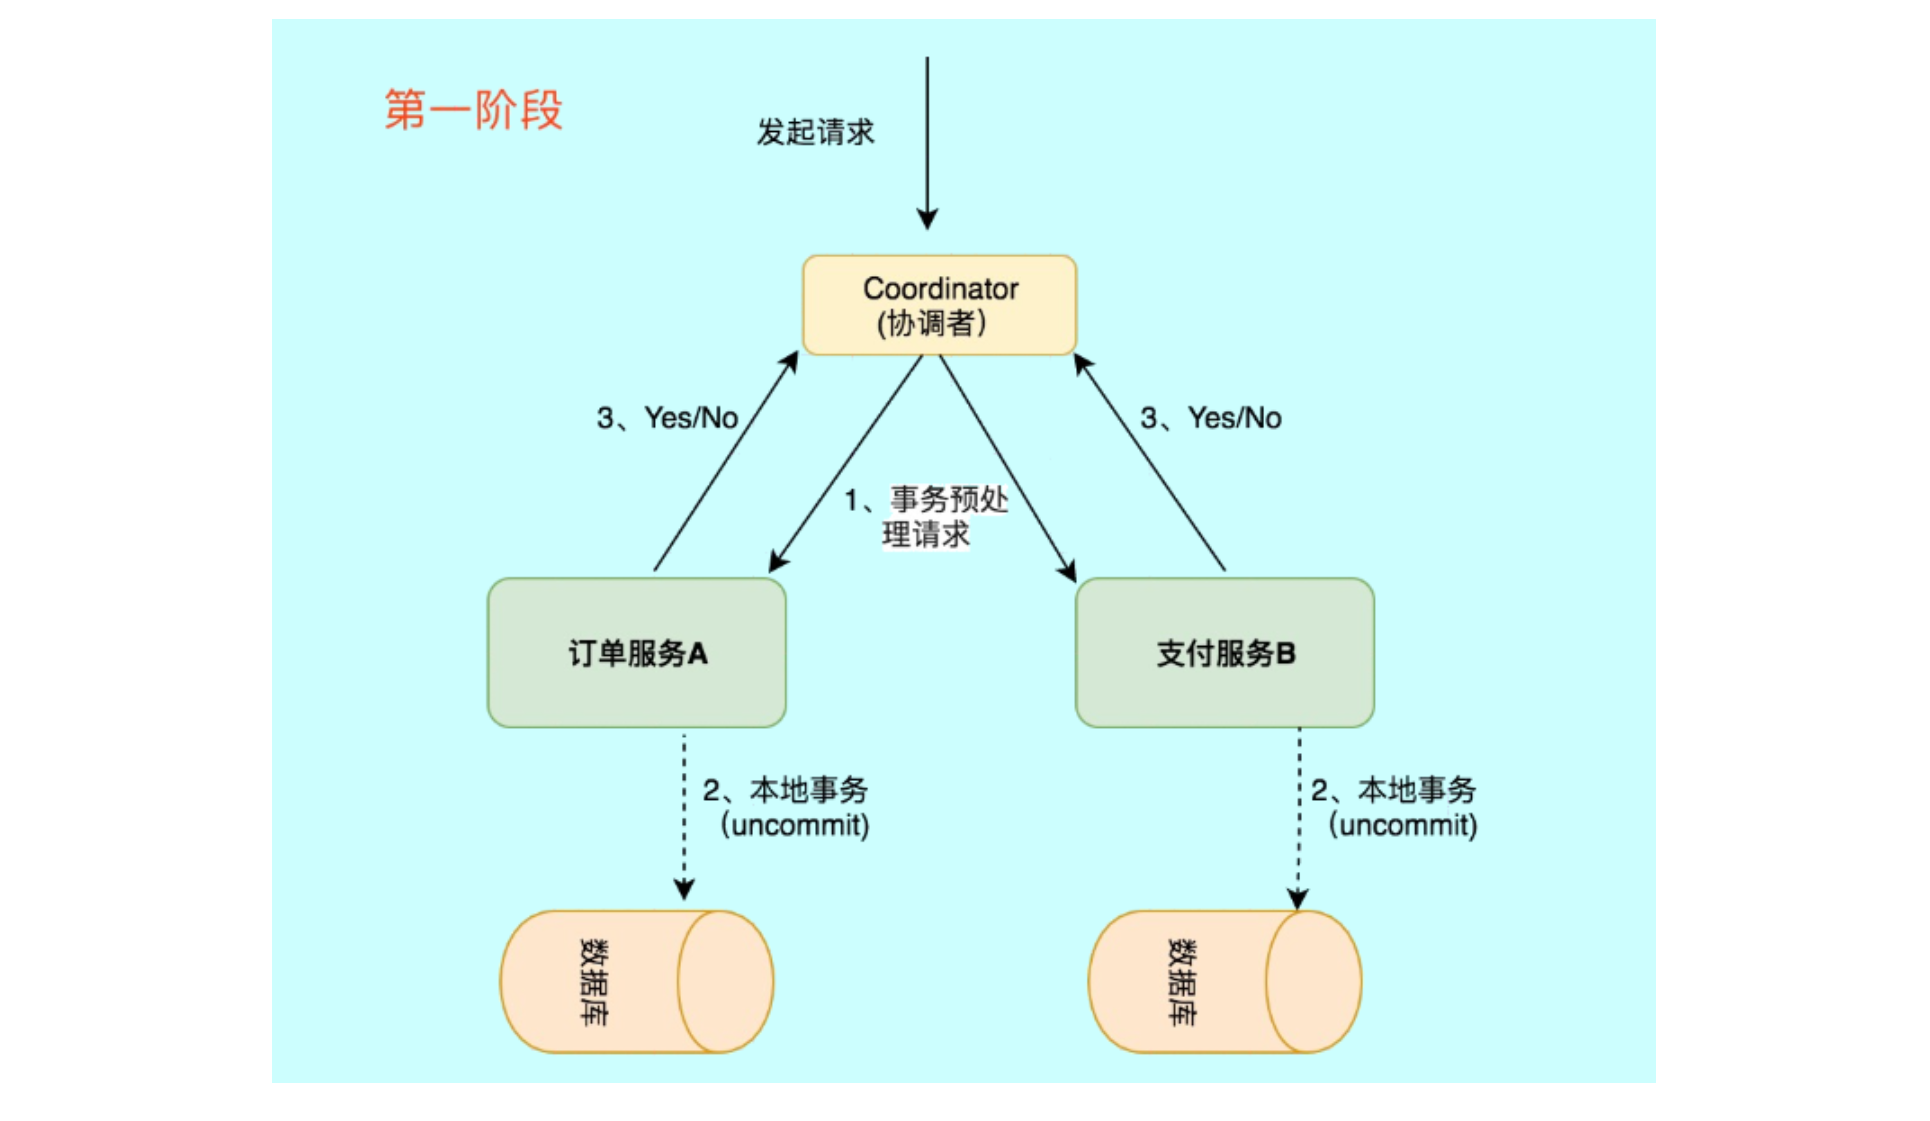 第一阶段
发起请求
Coordinator
(协调者）
3、Yes/No
3、Yes/No
1、事务预处
理请求
订单服务A
支付服务B
2、本地事务
（uncommit)
2、本地事务
（uncommit)
数据库
数据库